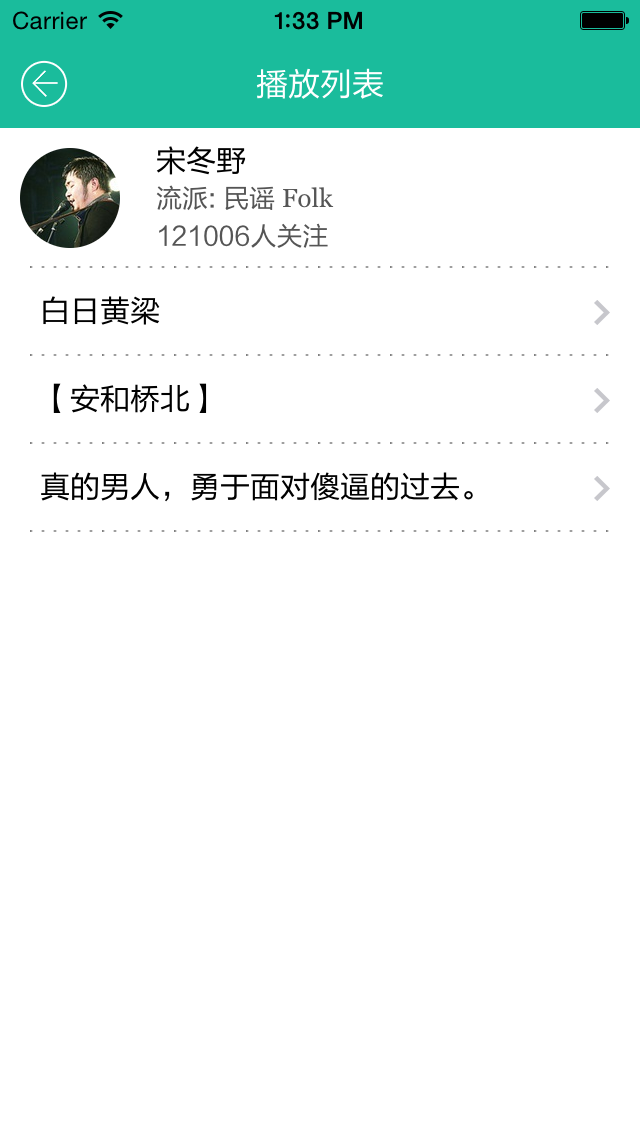 Carrier 1:33 PM
播放列表
宋冬野
流派: 民谣 Folk
121006人关注
白日黄梁
【安和桥北】
真的男人，勇于面对傻逼的过去。